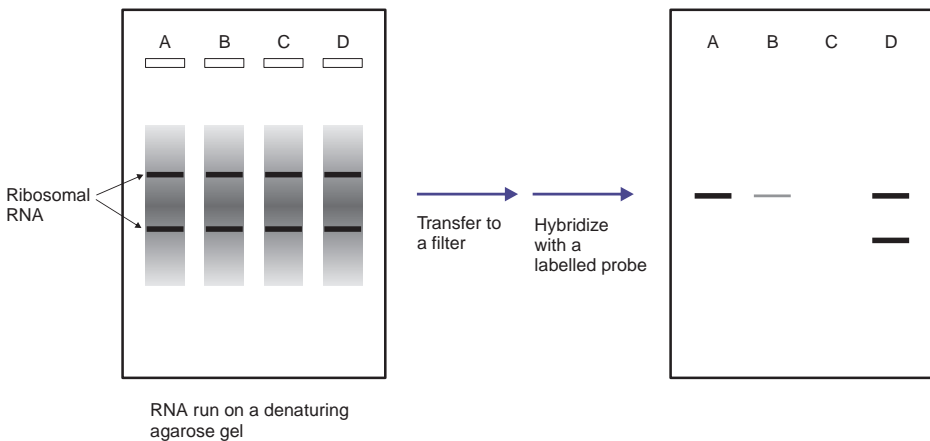 A B C D
Ribosomal
RNA
Transfer to
a filter
Hybridize
with a
labelled probe
A B C D
RNA run on a denaturing
agarose gel